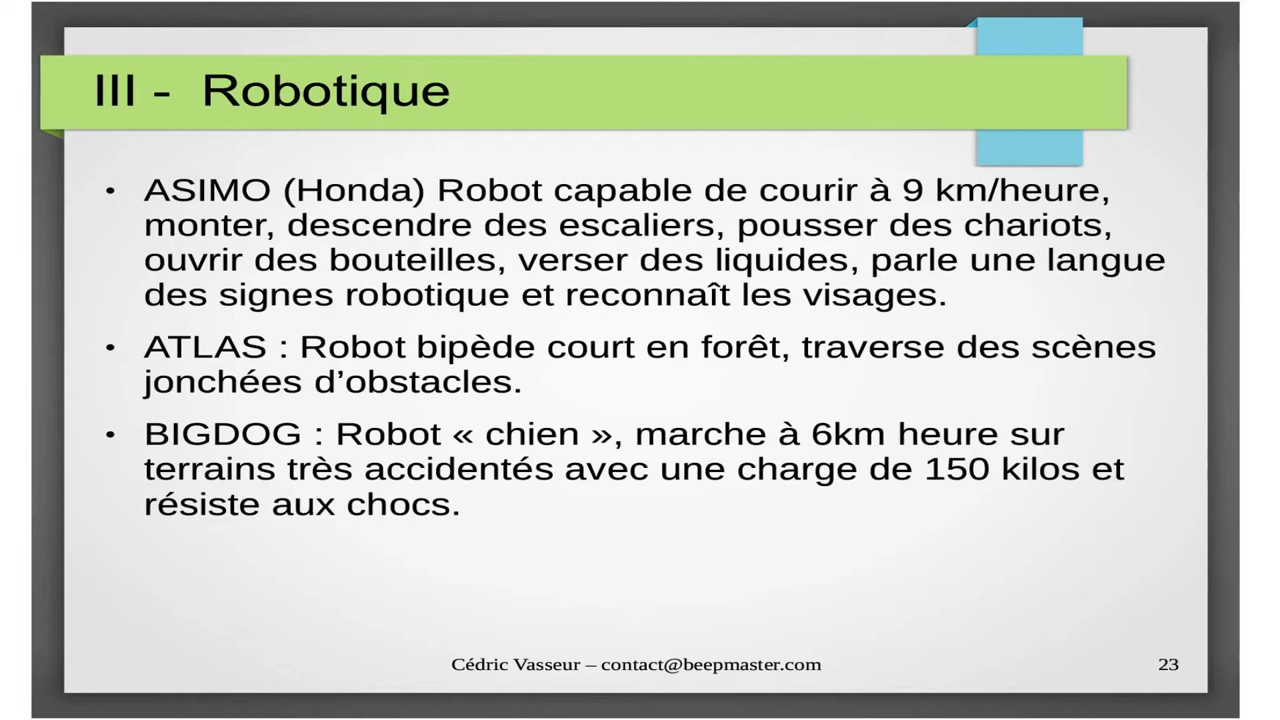 III -  Robotique
• ASIMO (Honda) Robot capable de courir à 9 km/heure,
monter, descendre des escaliers, pousser des chariots,
ouvrir des bouteilles, verser des liquides, parle une langue
des signes robotique et reconnaît les visages.
• ATLAS : Robot bipède court en forêt, traverse des scènes
jonchées d’obstacles.
• BIGDOG : Robot « chien », marche à 6km heure sur
terrains très accidentés avec une charge de 150 kilos et
résiste aux chocs.
Cédric Vasseur – contact@beepmaster.com
23